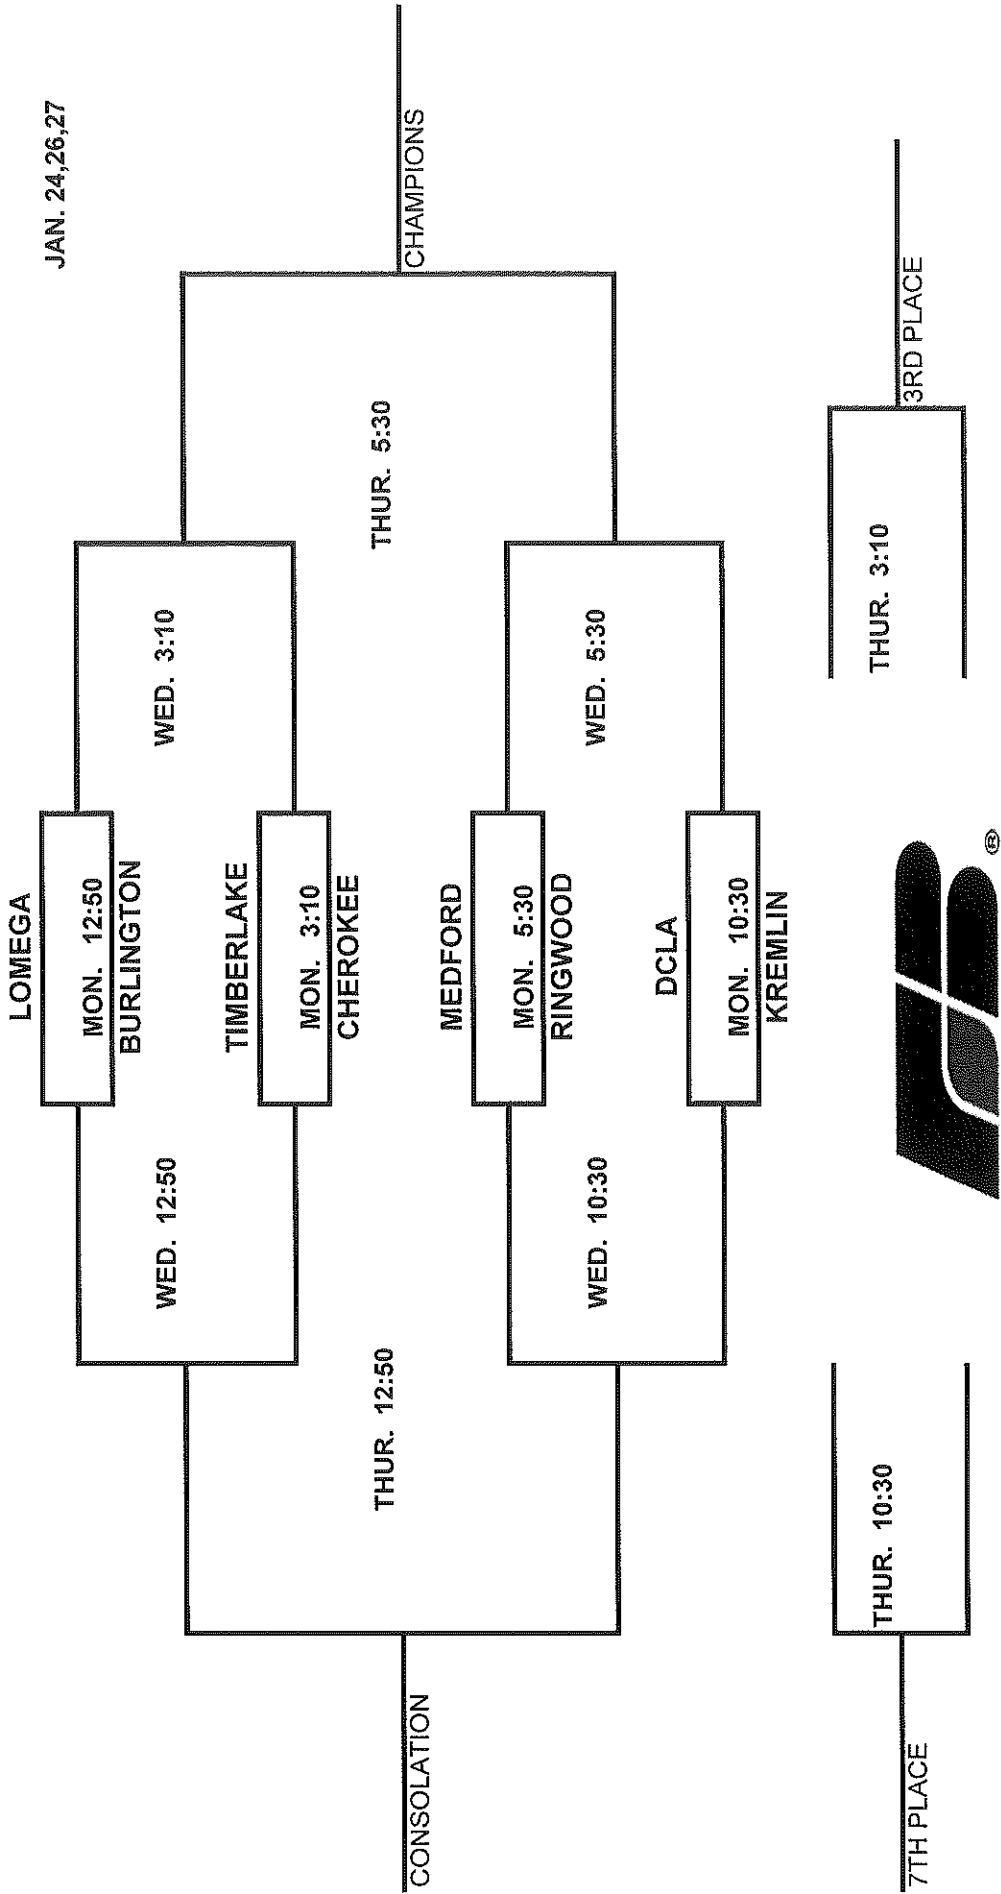 JAN. 24,26,27
LOMEGA
MON. 12:50
BURLINGTON
WED. 12:50
WED. 3:10
TIMBERLAKE
MON. 3:10
CHEROKEE
THUR. 12:50
THUR. 5:30
CONSOLATION
CHAMPIONS
MEDFORD
MON. 5:30
RINGWOOD
WED. 10:30
WED. 5:30
DCLA
MON. 10:30
KREMLIN
THUR. 10:30
THUR. 3:10
7TH PLACE
3RD PLACE
®